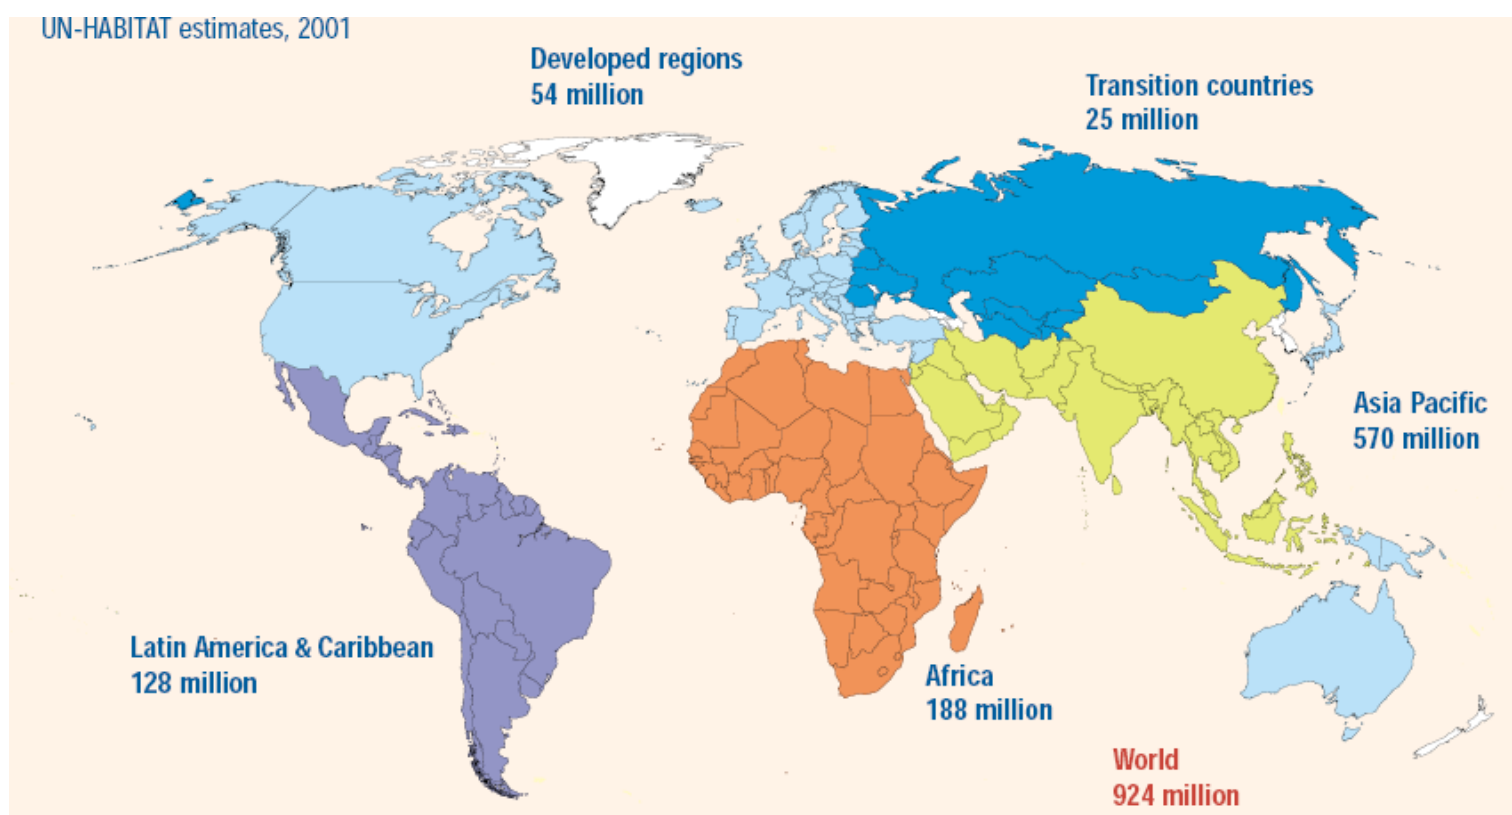 UN-HABITAT estimates, 2001
Developed regions
54 million
Transition countries
25 million
Asia Pacific
570 million
Latin America & Caribbean
128 million
Africa
188 million
World
924 million